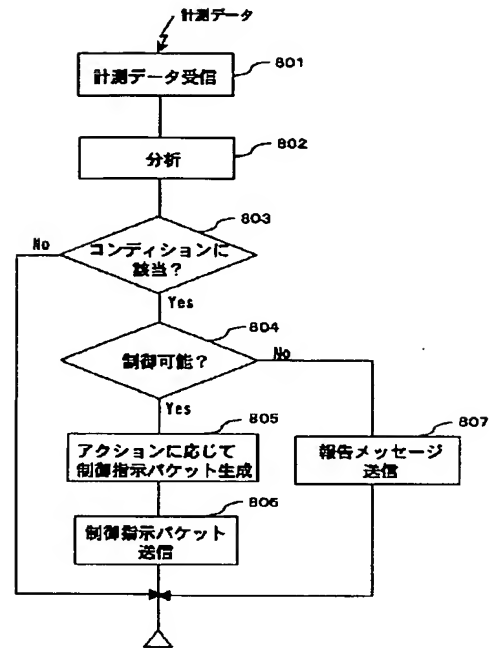 計測データ
計測データ受信
801
分析
802
803
No
コンディションに
該当?
Yes
804
制御可能?
No
Yes
805
アクションに応じて
制御指示パケット生成
807
報告メッセージ
送信
806
制御指示パケット
送信